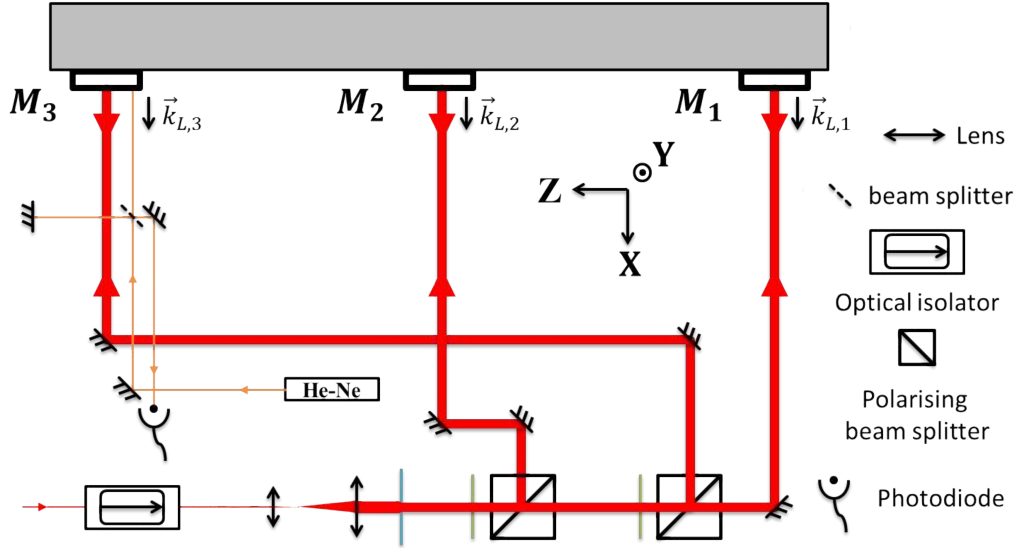 M₃
k⃗_{L,3}
M₂
k⃗_{L,2}
M₁
k⃗_{L,1}
Y
Z
X
He-Ne
Lens
beam splitter
Optical isolator
Polarising
beam splitter
Photodiode